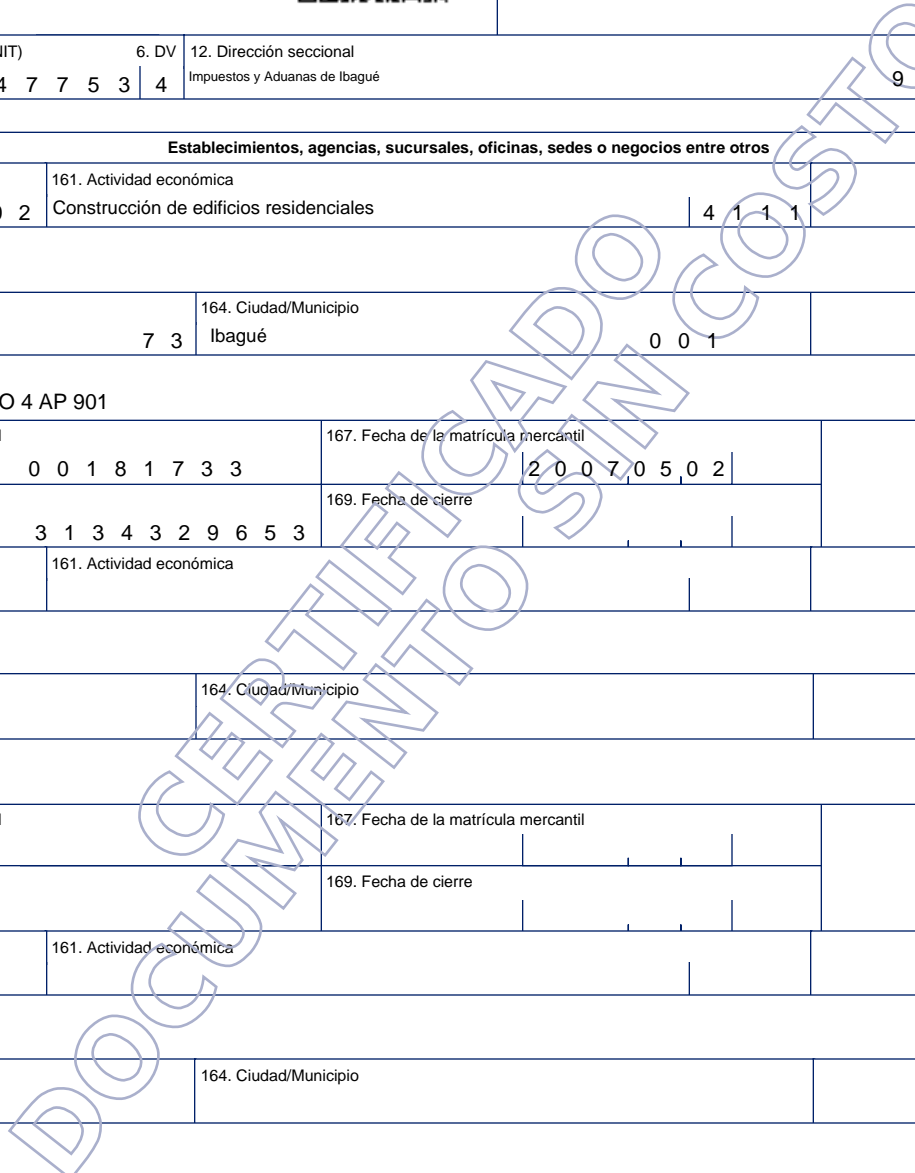 NIT) 6. DV 12. Dirección seccional
4 7 7 5 3 4 Impuestos y Aduanas de Ibagué 9
Establecimientos, agencias, sucursales, oficinas, sedes o negocios entre otros
161. Actividad económica
0 2 Construcción de edificios residenciales 4 1 1 1
164. Ciudad/Municipio
7 3 Ibagué 0 0 1
O 4 AP 901
167. Fecha de la matrícula mercantil
0 0 1 8 1 7 3 3 2 0 0 7 0 5 0 2
169. Fecha de cierre
3 1 3 4 3 2 9 6 5 3
161. Actividad económica
164. Ciudad/Municipio
167. Fecha de la matrícula mercantil
169. Fecha de cierre
161. Actividad económica
164. Ciudad/Municipio
CERTIFICADO
DOCUMENTO SIN COSTO